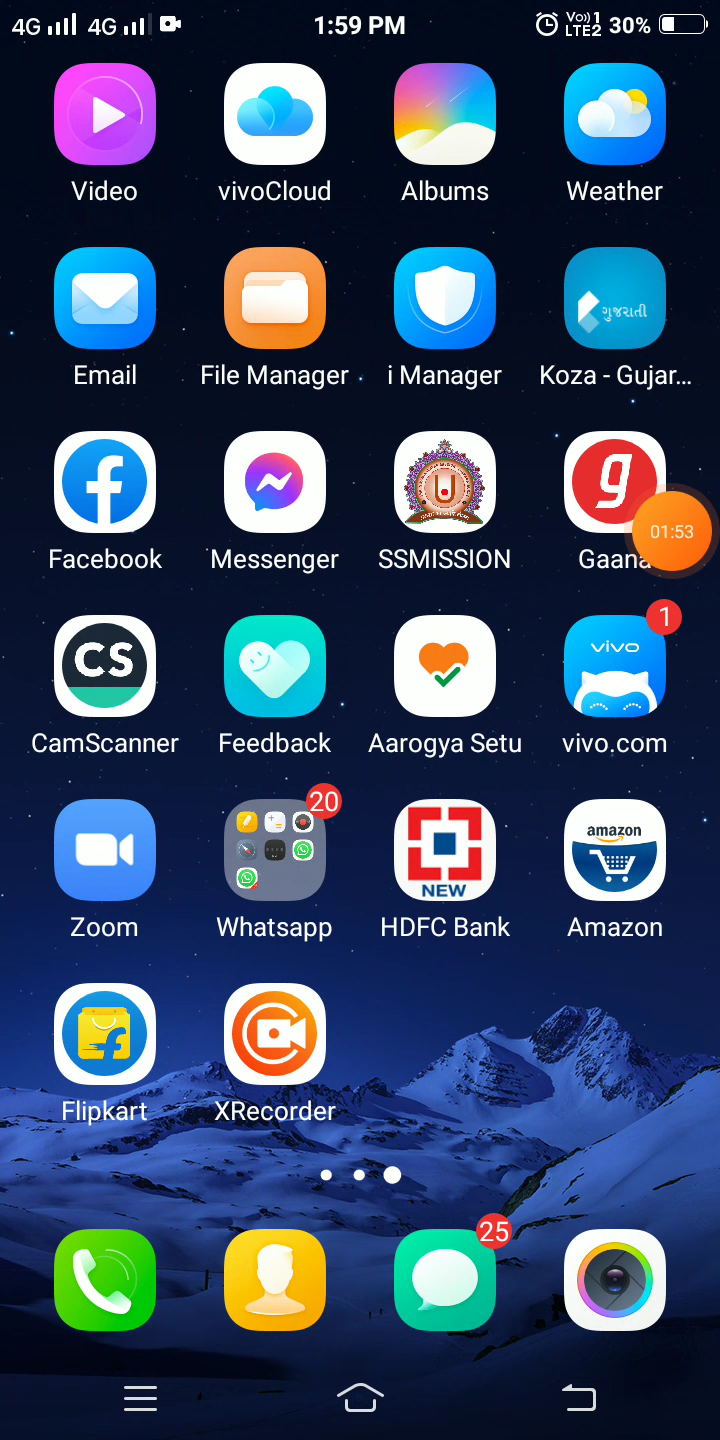 4G 4G 1:59 PM Vo)) 1 LTE2 30%
Video vivoCloud Albums Weather
ગુજરાતી
Email File Manager i Manager Koza - Gujar...
g
01:53
Facebook Messenger SSMISSION Gaana
CS vivo 1
CamScanner Feedback Aarogya Setu vivo.com
20
NEW amazon
Zoom Whatsapp HDFC Bank Amazon
f
Flipkart XRecorder
25